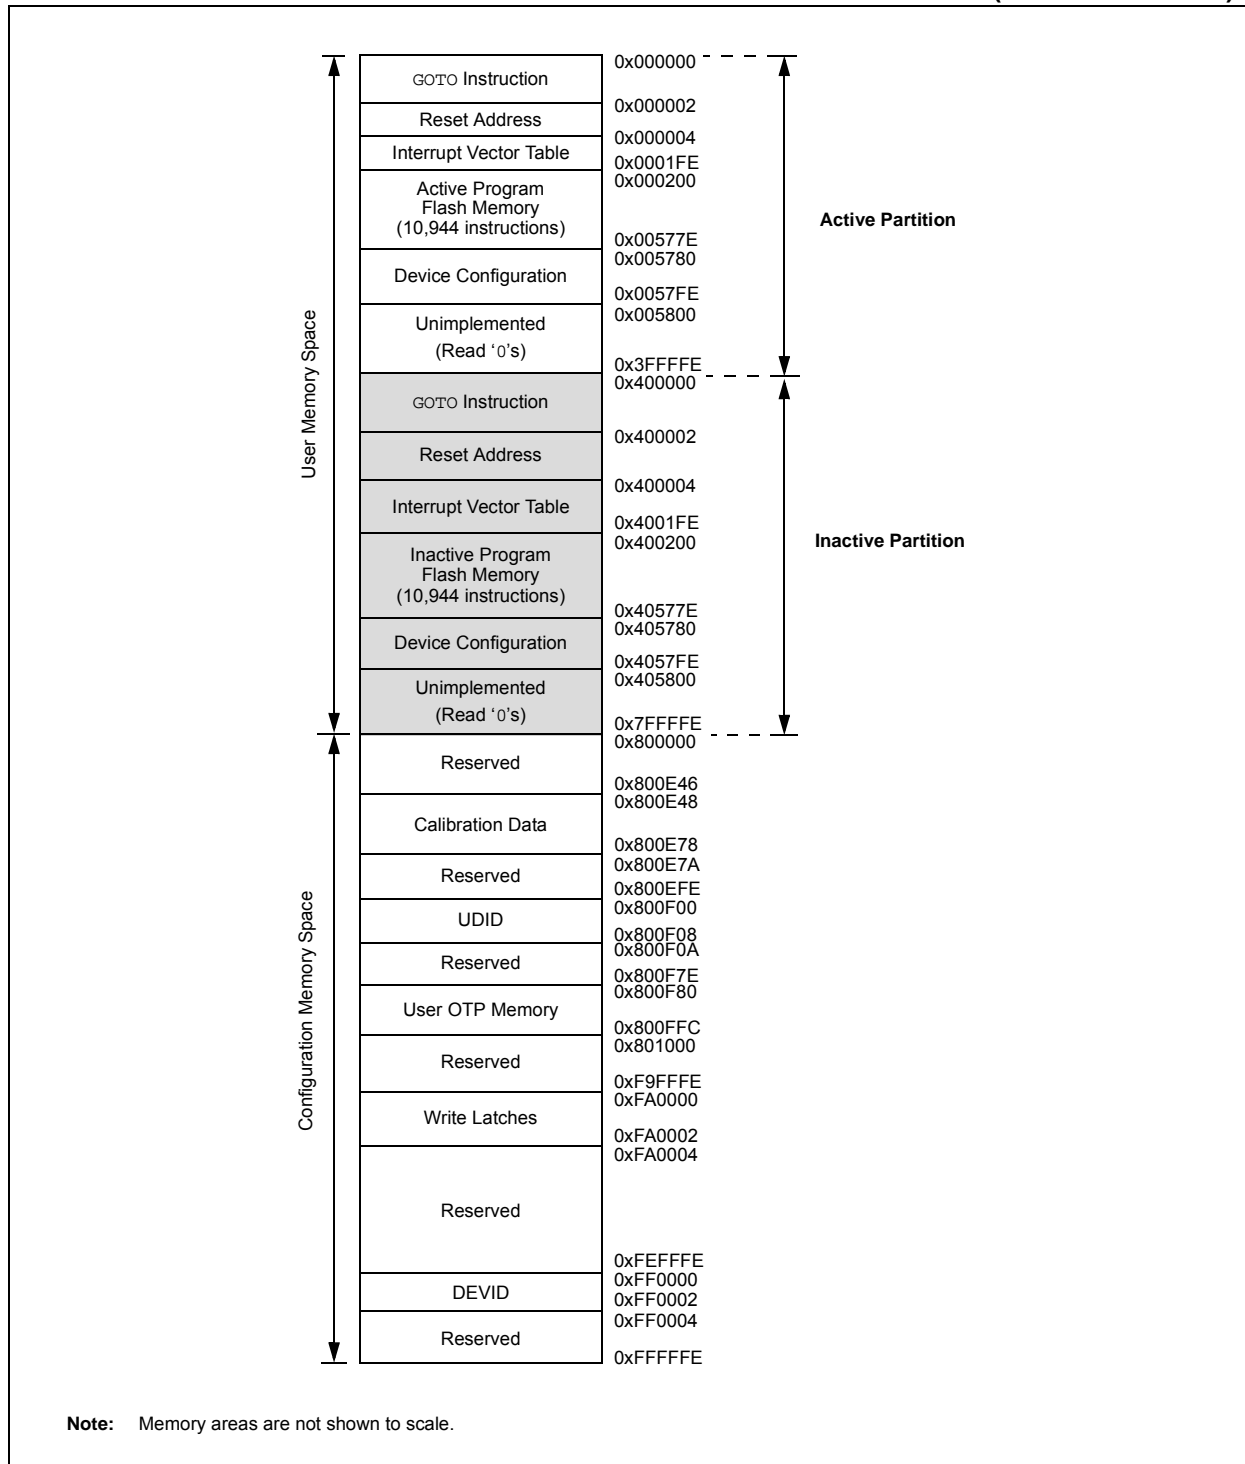 0x000000
GOTO Instruction
0x000002
Reset Address
0x000004
Interrupt Vector Table
0x0001FE
0x000200
Active Program
Flash Memory
(10,944 instructions)
Active Partition
0x00577E
0x005780
Device Configuration
0x0057FE
0x005800
Unimplemented
(Read ‘0’s)
User Memory Space
0x3FFFFE
0x400000
GOTO Instruction
0x400002
Reset Address
0x400004
Interrupt Vector Table
0x4001FE
0x400200
Inactive Partition
Inactive Program
Flash Memory
(10,944 instructions)
0x40577E
0x405780
Device Configuration
0x4057FE
0x405800
Unimplemented
(Read ‘0’s)
0x7FFFFE
0x800000
Reserved
0x800E46
0x800E48
Calibration Data
0x800E78
0x800E7A
Reserved
0x800EFE
0x800F00
UDID
0x800F08
0x800F0A
Reserved
Configuration Memory Space
0x800F7E
0x800F80
User OTP Memory
0x800FFC
0x801000
Reserved
0xF9FFFE
0xFA0000
Write Latches
0xFA0002
0xFA0004
Reserved
0xFEFFFE
0xFF0000
DEVID
0xFF0002
0xFF0004
Reserved
0xFFFFFE
Note: Memory areas are not shown to scale.